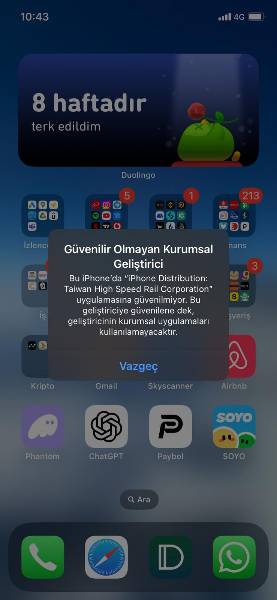 10:43
4G
8 haftadır
terk edildim
Duolingo
5
1
213
Güvenilir Olmayan Kurumsal
Geliştirici
Bu iPhone'da "iPhone Distribution:
Taiwan High Speed Rail Corporation"
uygulamasına güvenilmiyor. Bu
geliştiriciye güvenilene dek,
geliştiricinin kurumsal uygulamaları
kullanılamayacaktır.
Vazgeç
3
Kripto
Gmail
Skyscanner
Airbnb
SOYO
Phantom
ChatGPT
Paybol
SOYO
Ara